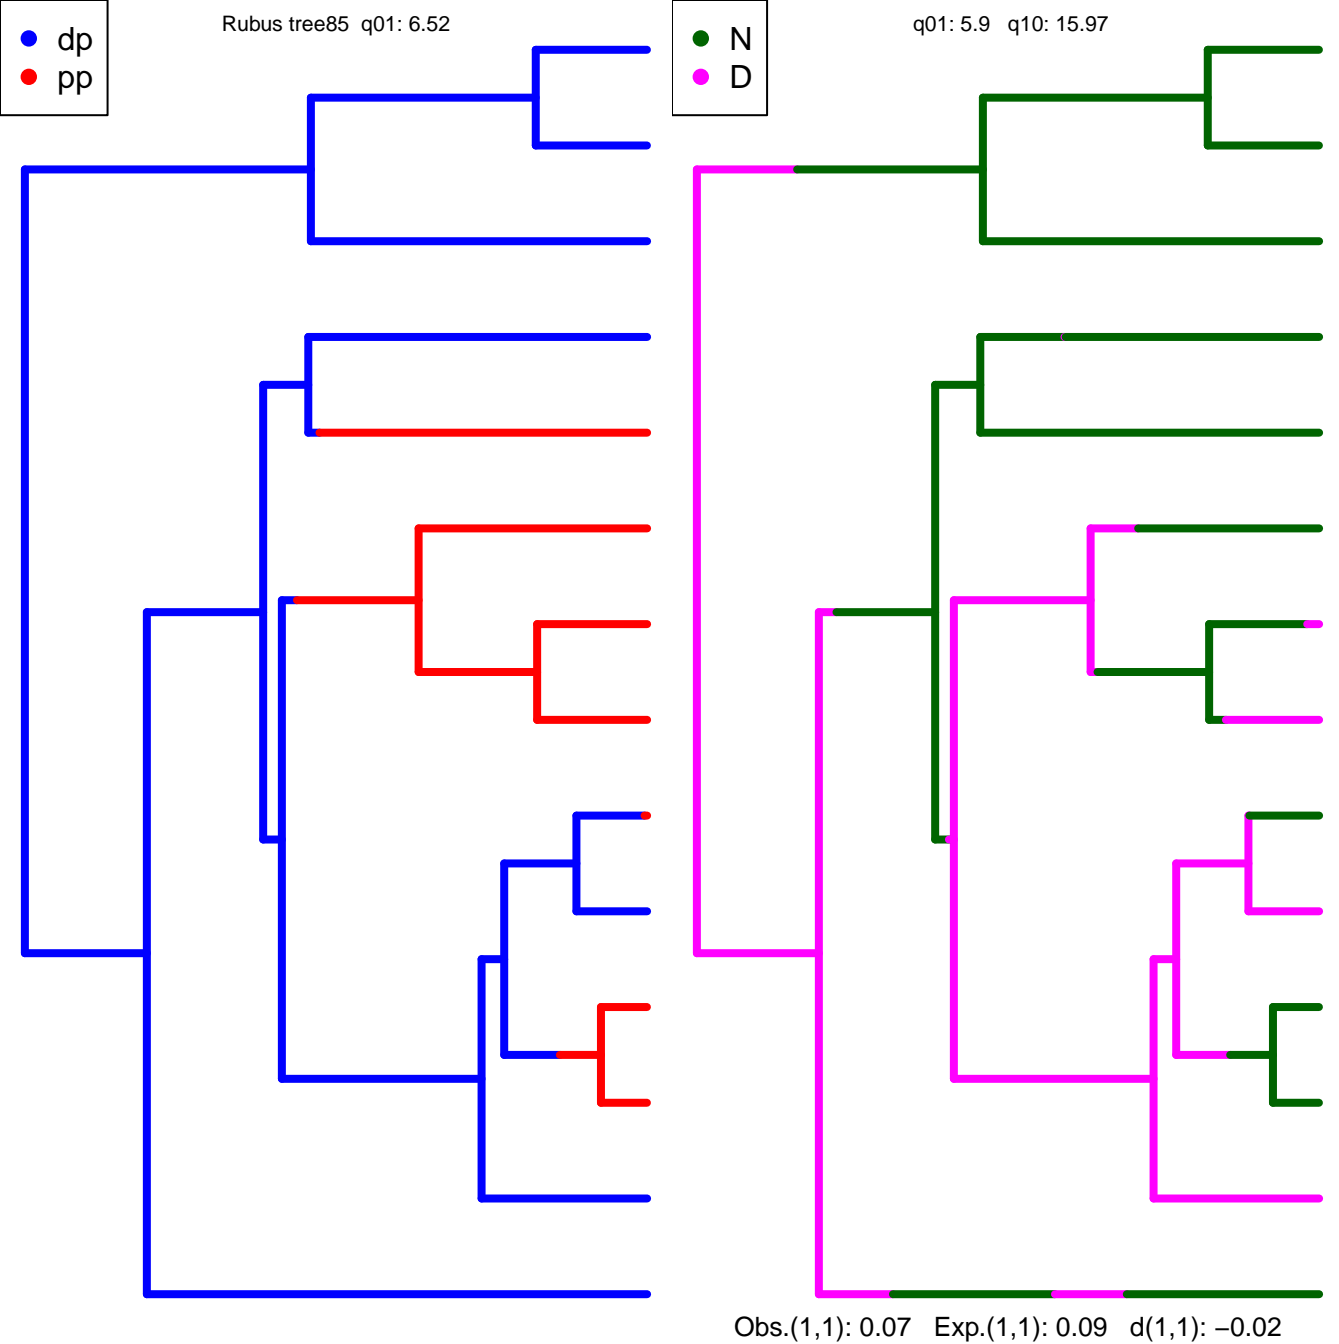 Rubus tree85  q01: 6.52
dp
pp
q01: 5.9   q10: 15.97
N
D
Obs.(1,1): 0.07   Exp.(1,1): 0.09   d(1,1): −0.02